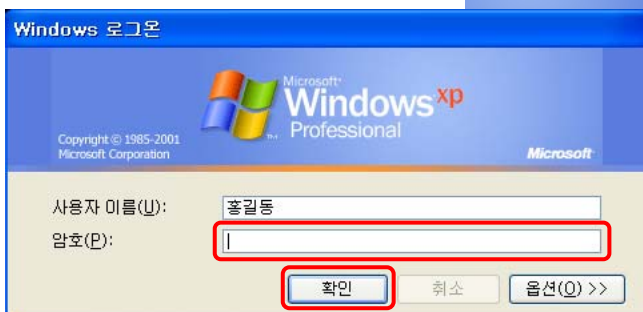 Windows 로그온
Microsoft
Windows xp
Professional
Copyright © 1985-2001
Microsoft Corporation
Microsoft
사용자 이름(U):
홍길동
암호(P):
확인
취소
옵션(O) >>